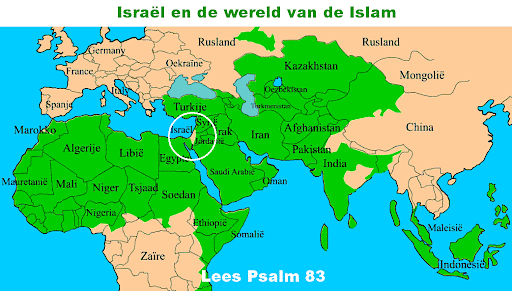 Israël en de wereld van de Islam
Rusland
Rusland
Germany
Oekraïne
Kazakhstan
France
Mongolië
Italy
Oezbekistan
Spanje
Turkije
Turkmenistan
China
Marokko
Israël
Syrië
Irak
Iran
Afghanistan
Jordanië
Algerije
Libië
Egypte
Pakistan
India
Saudi Arabië
Mauretanië
Mali
Niger
Tsjaad
Soedan
Oman
Nigeria
Ethiopië
Somalië
Maleisië
Zaïre
Indonesië
Lees Psalm 83